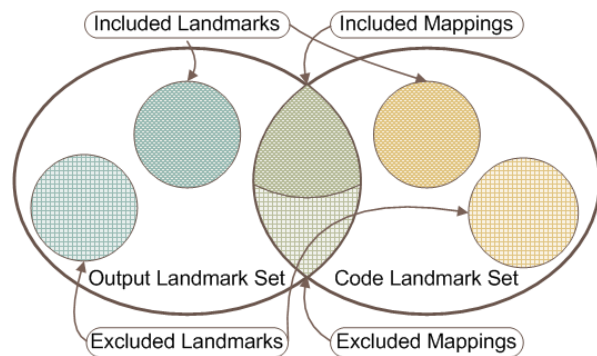 Included Landmarks
Included Mappings
Output Landmark Set
Code Landmark Set
Excluded Landmarks
Excluded Mappings